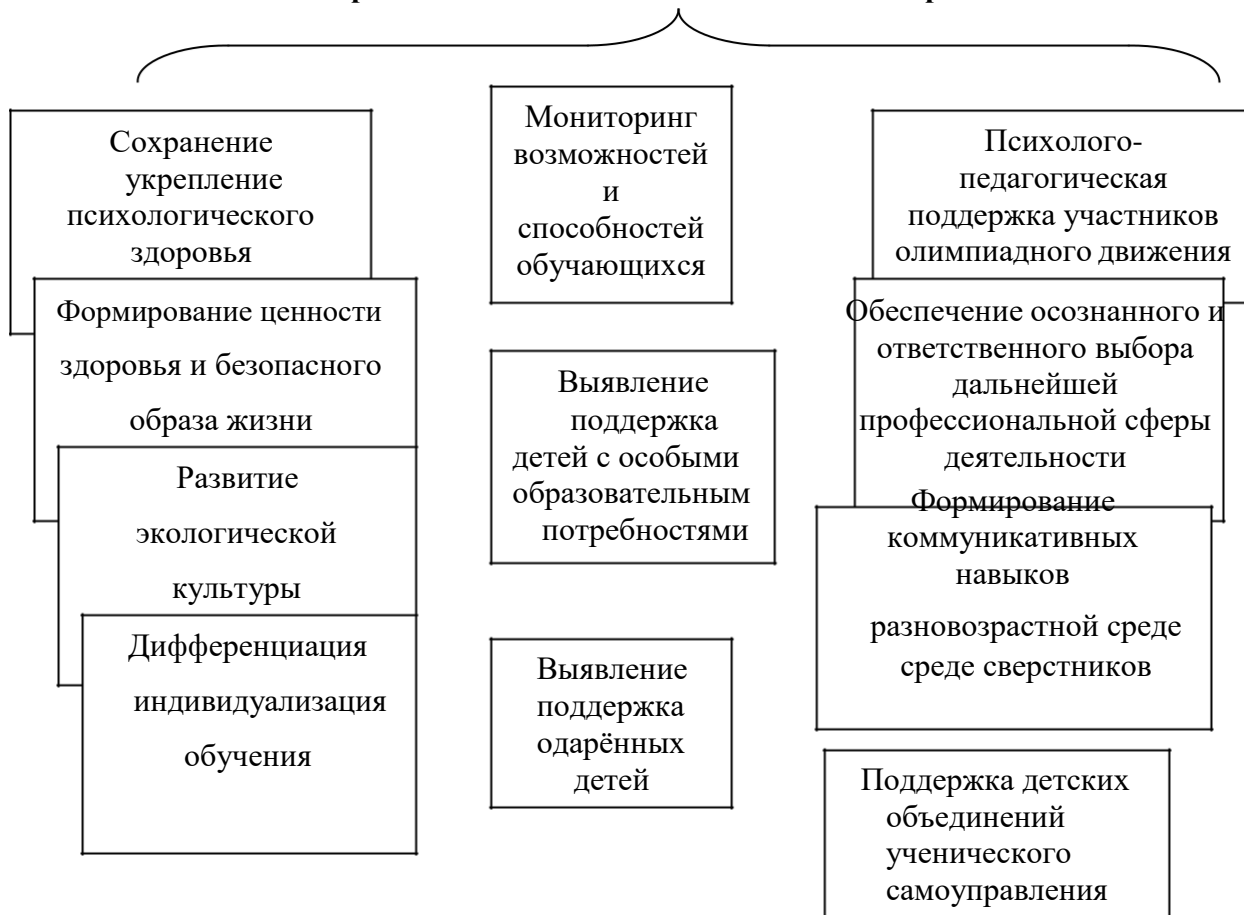 Сохранение
укрепление
психологического
здоровья
Формирование ценности
здоровья и безопасного
образа жизни
Развитие
экологической
культуры
Дифференциация
индивидуализация
обучения
Мониторинг
возможностей
и
способностей
обучающихся
Выявление
поддержка
детей с особыми
образовательным
потребностями
Выявление
поддержка
одарённых
детей
Психолого-
педагогическая
поддержка участников
олимпиадного движения
Обеспечение осознанного и
ответственного выбора
дальнейшей
профессиональной сферы
деятельности
Формирование
коммуникативных
навыков
разновозрастной среде
среде сверстников
Поддержка детских
объединений
ученического
самоуправления